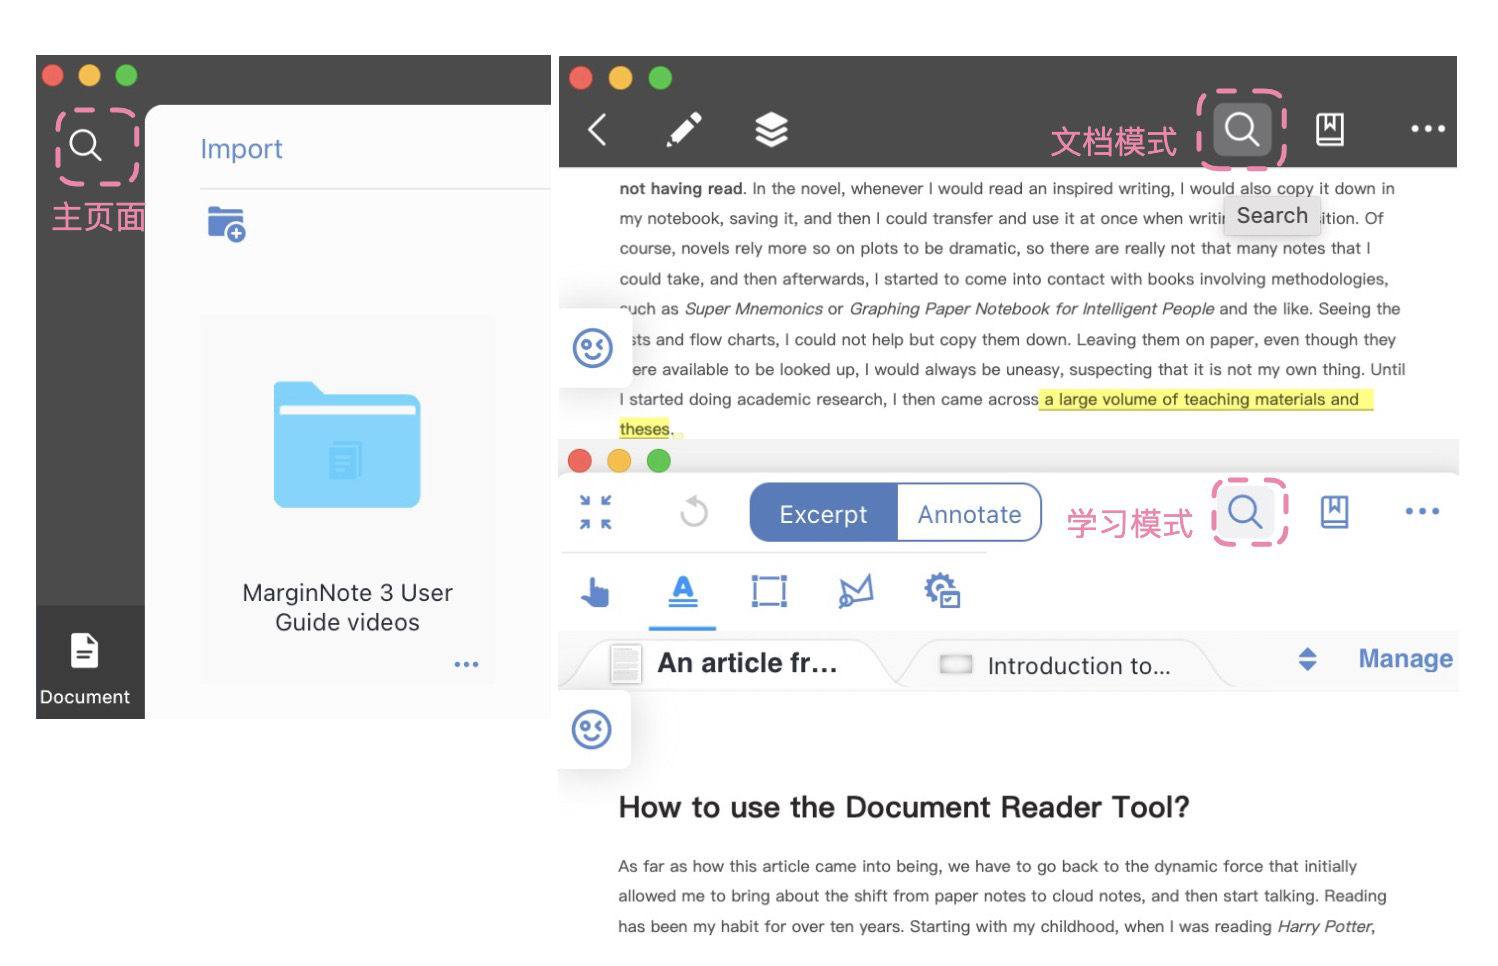 主页面
Import
MarginNote 3 User
Guide videos
Document
文档模式
Search
not having read. In the novel, whenever I would read an inspired writing, I would also copy it down in
my notebook, saving it, and then I could transfer and use it at once when writi ition. Of
course, novels rely more so on plots to be dramatic, so there are really not that many notes that I
could take, and then afterwards, I started to come into contact with books involving methodologies,
such as Super Mnemonics or Graphing Paper Notebook for Intelligent People and the like. Seeing the
sts and flow charts, I could not help but copy them down. Leaving them on paper, even though they
ere available to be looked up, I would always be uneasy, suspecting that it is not my own thing. Until
I started doing academic research, I then came across a large volume of teaching materials and
theses.
Excerpt
Annotate
学习模式
An article fr...
Introduction to...
Manage
How to use the Document Reader Tool?
As far as how this article came into being, we have to go back to the dynamic force that initially
allowed me to bring about the shift from paper notes to cloud notes, and then start talking. Reading
has been my habit for over ten years. Starting with my childhood, when I was reading Harry Potter,